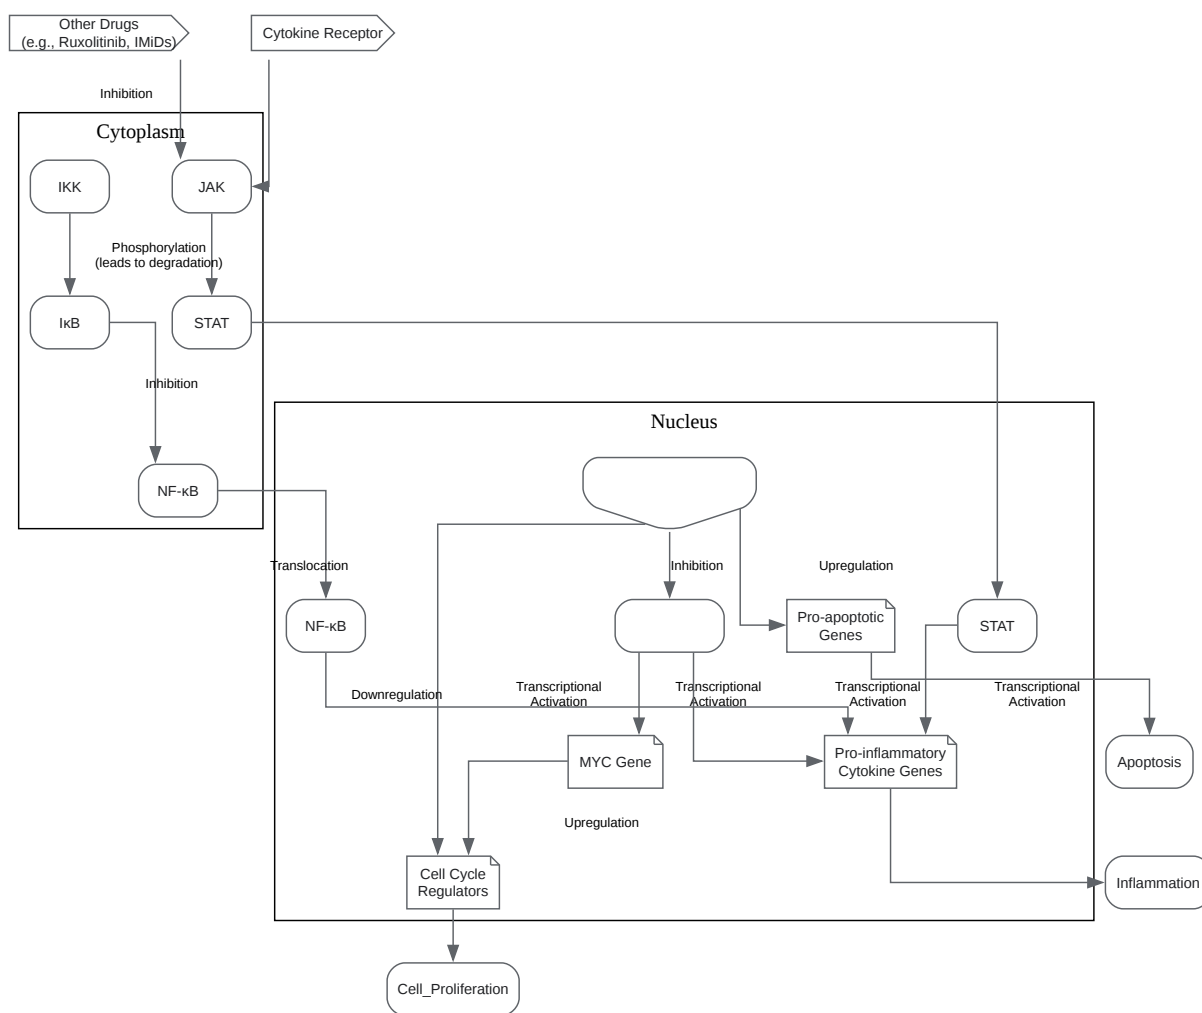 Other Drugs
(e.g., Ruxolitinib, IMiDs)
Cytokine Receptor
Inhibition
Cytoplasm
IKK
JAK
Phosphorylation
(leads to degradation)
IκB
STAT
Inhibition
Nucleus
NF-κB
Translocation
Inhibition
Upregulation
NF-κB
Pro-apoptotic
Genes
STAT
Downregulation
Transcriptional
Activation
Transcriptional
Activation
Transcriptional
Activation
Transcriptional
Activation
MYC Gene
Pro-inflammatory
Cytokine Genes
Apoptosis
Upregulation
Cell Cycle
Regulators
Inflammation
Cell_Proliferation